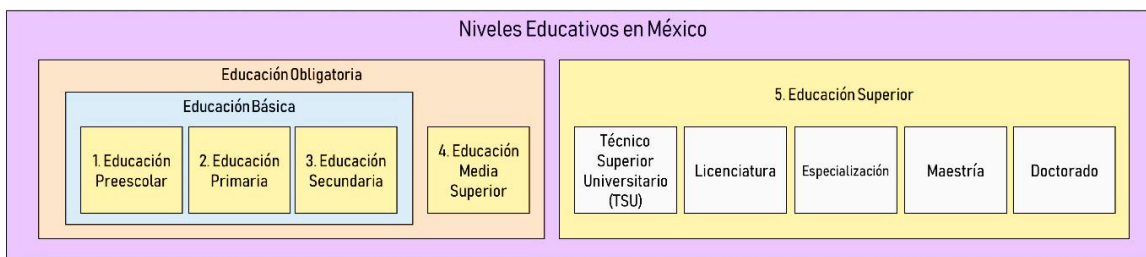 Niveles Educativos en México
Educación Obligatoria
Educación Básica
1. Educación
Preescolar
2. Educación
Primaria
3. Educación
Secundaria
4. Educación
Media
Superior
5. Educación Superior
Técnico
Superior
Universitario
(TSU)
Licenciatura
Especialización
Maestría
Doctorado